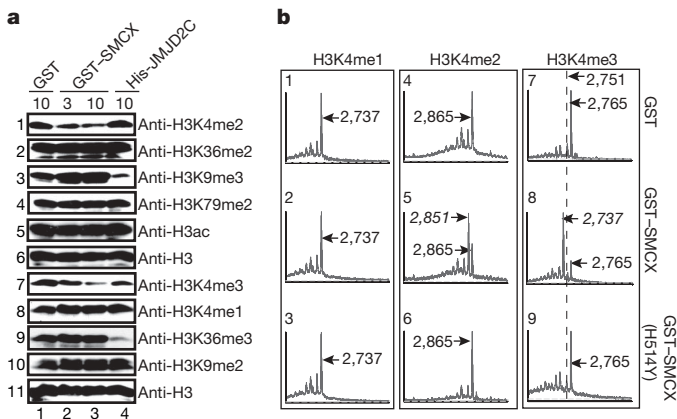 a
GST
GST–SMCX
His-JMJD2C
10 3 10 10
1 Anti-H3K4me2
2 Anti-H3K36me2
3 Anti-H3K9me3
4 Anti-H3K79me2
5 Anti-H3ac
6 Anti-H3
7 Anti-H3K4me3
8 Anti-H3K4me1
9 Anti-H3K36me3
10 Anti-H3K9me2
11 Anti-H3
1 2 3 4
b
H3K4me1 H3K4me2 H3K4me3
1 2,737
4 2,865
7 2,751
2,765
GST
2 2,737
5 2,851
2,865
8 2,737
2,765
GST–SMCX
3 2,737
6 2,865
9 2,765
GST–SMCX
(H514Y)